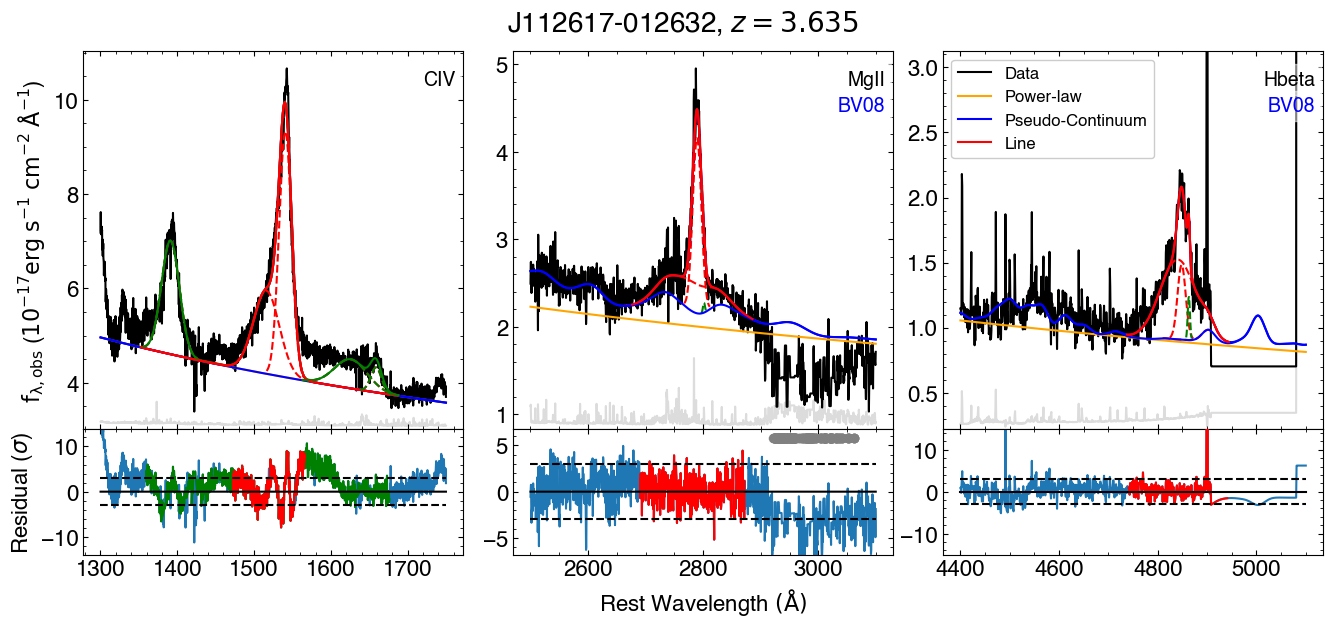 J112617-012632, z = 3.635
CIV
MgII
BV08
Hbeta
BV08
Data
Power-law
Pseudo-Continuum
Line
f_{λ,obs} (10⁻¹⁷erg s⁻¹ cm⁻² Å⁻¹)
10
8
6
4
5
4
3
2
1
3.0
2.5
2.0
1.5
1.0
0.5
Residual (σ)
10
0
−10
5
0
−5
10
0
−10
1300 1400 1500 1600 1700
2600 2800 3000
4400 4600 4800 5000
Rest Wavelength (Å)